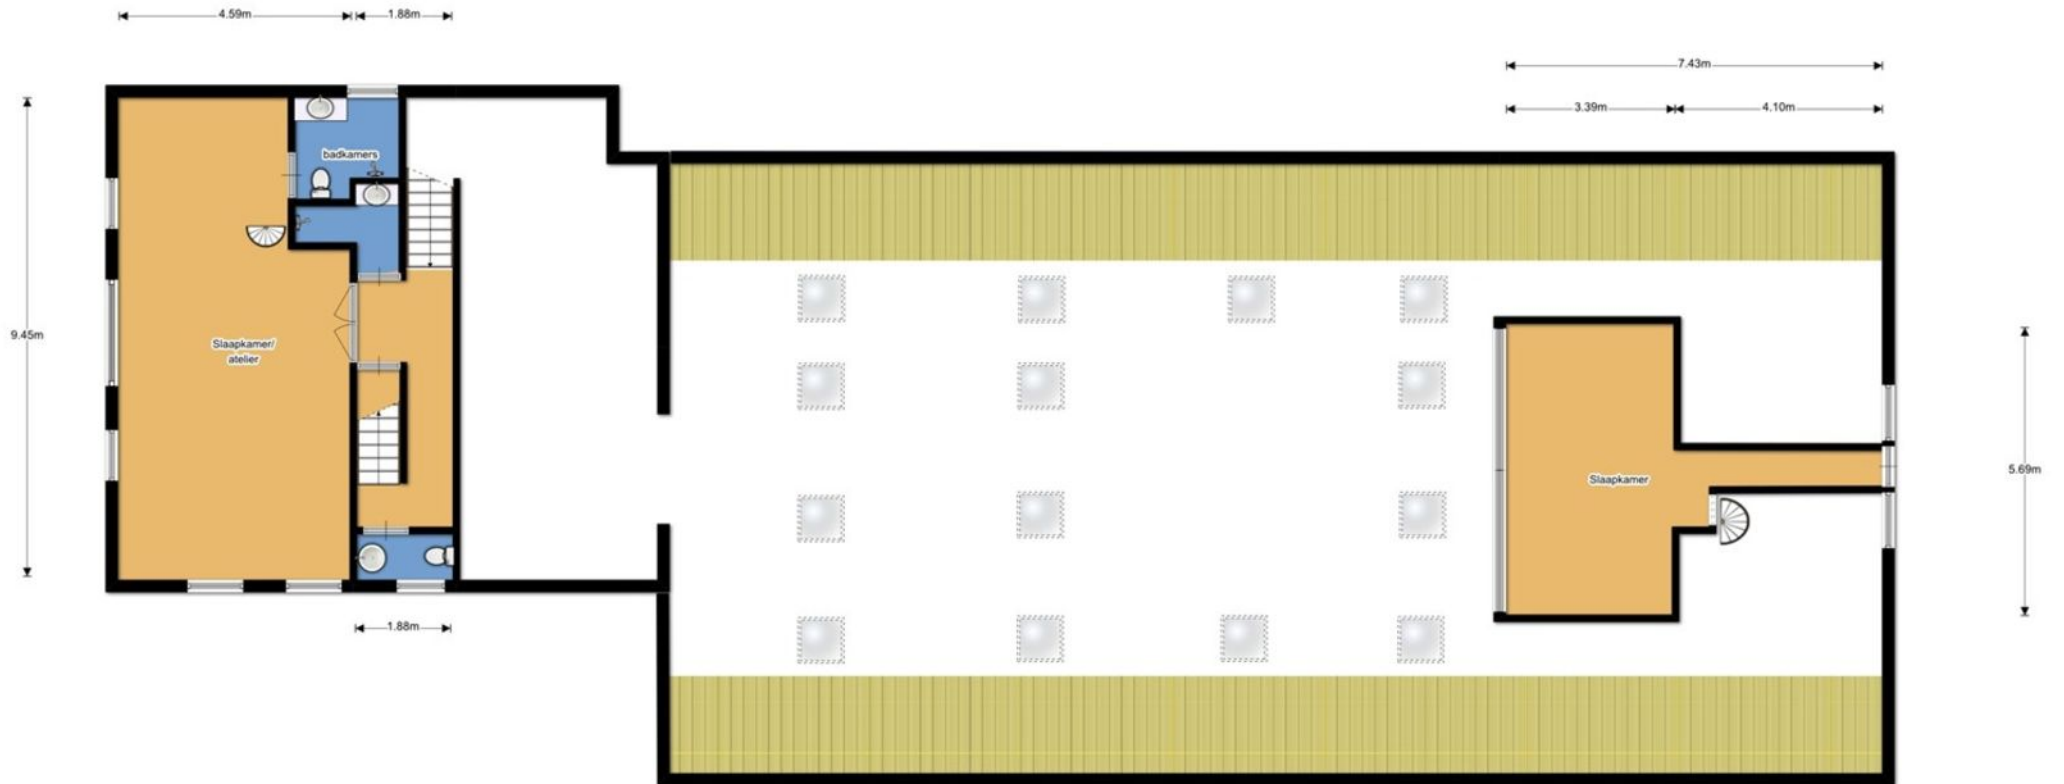 4.59m
1.88m
7.43m
3.39m
4.10m
badkamers
9.45m
Slaapkamer/
atelier
5.69m
Slaapkamer
1.88m